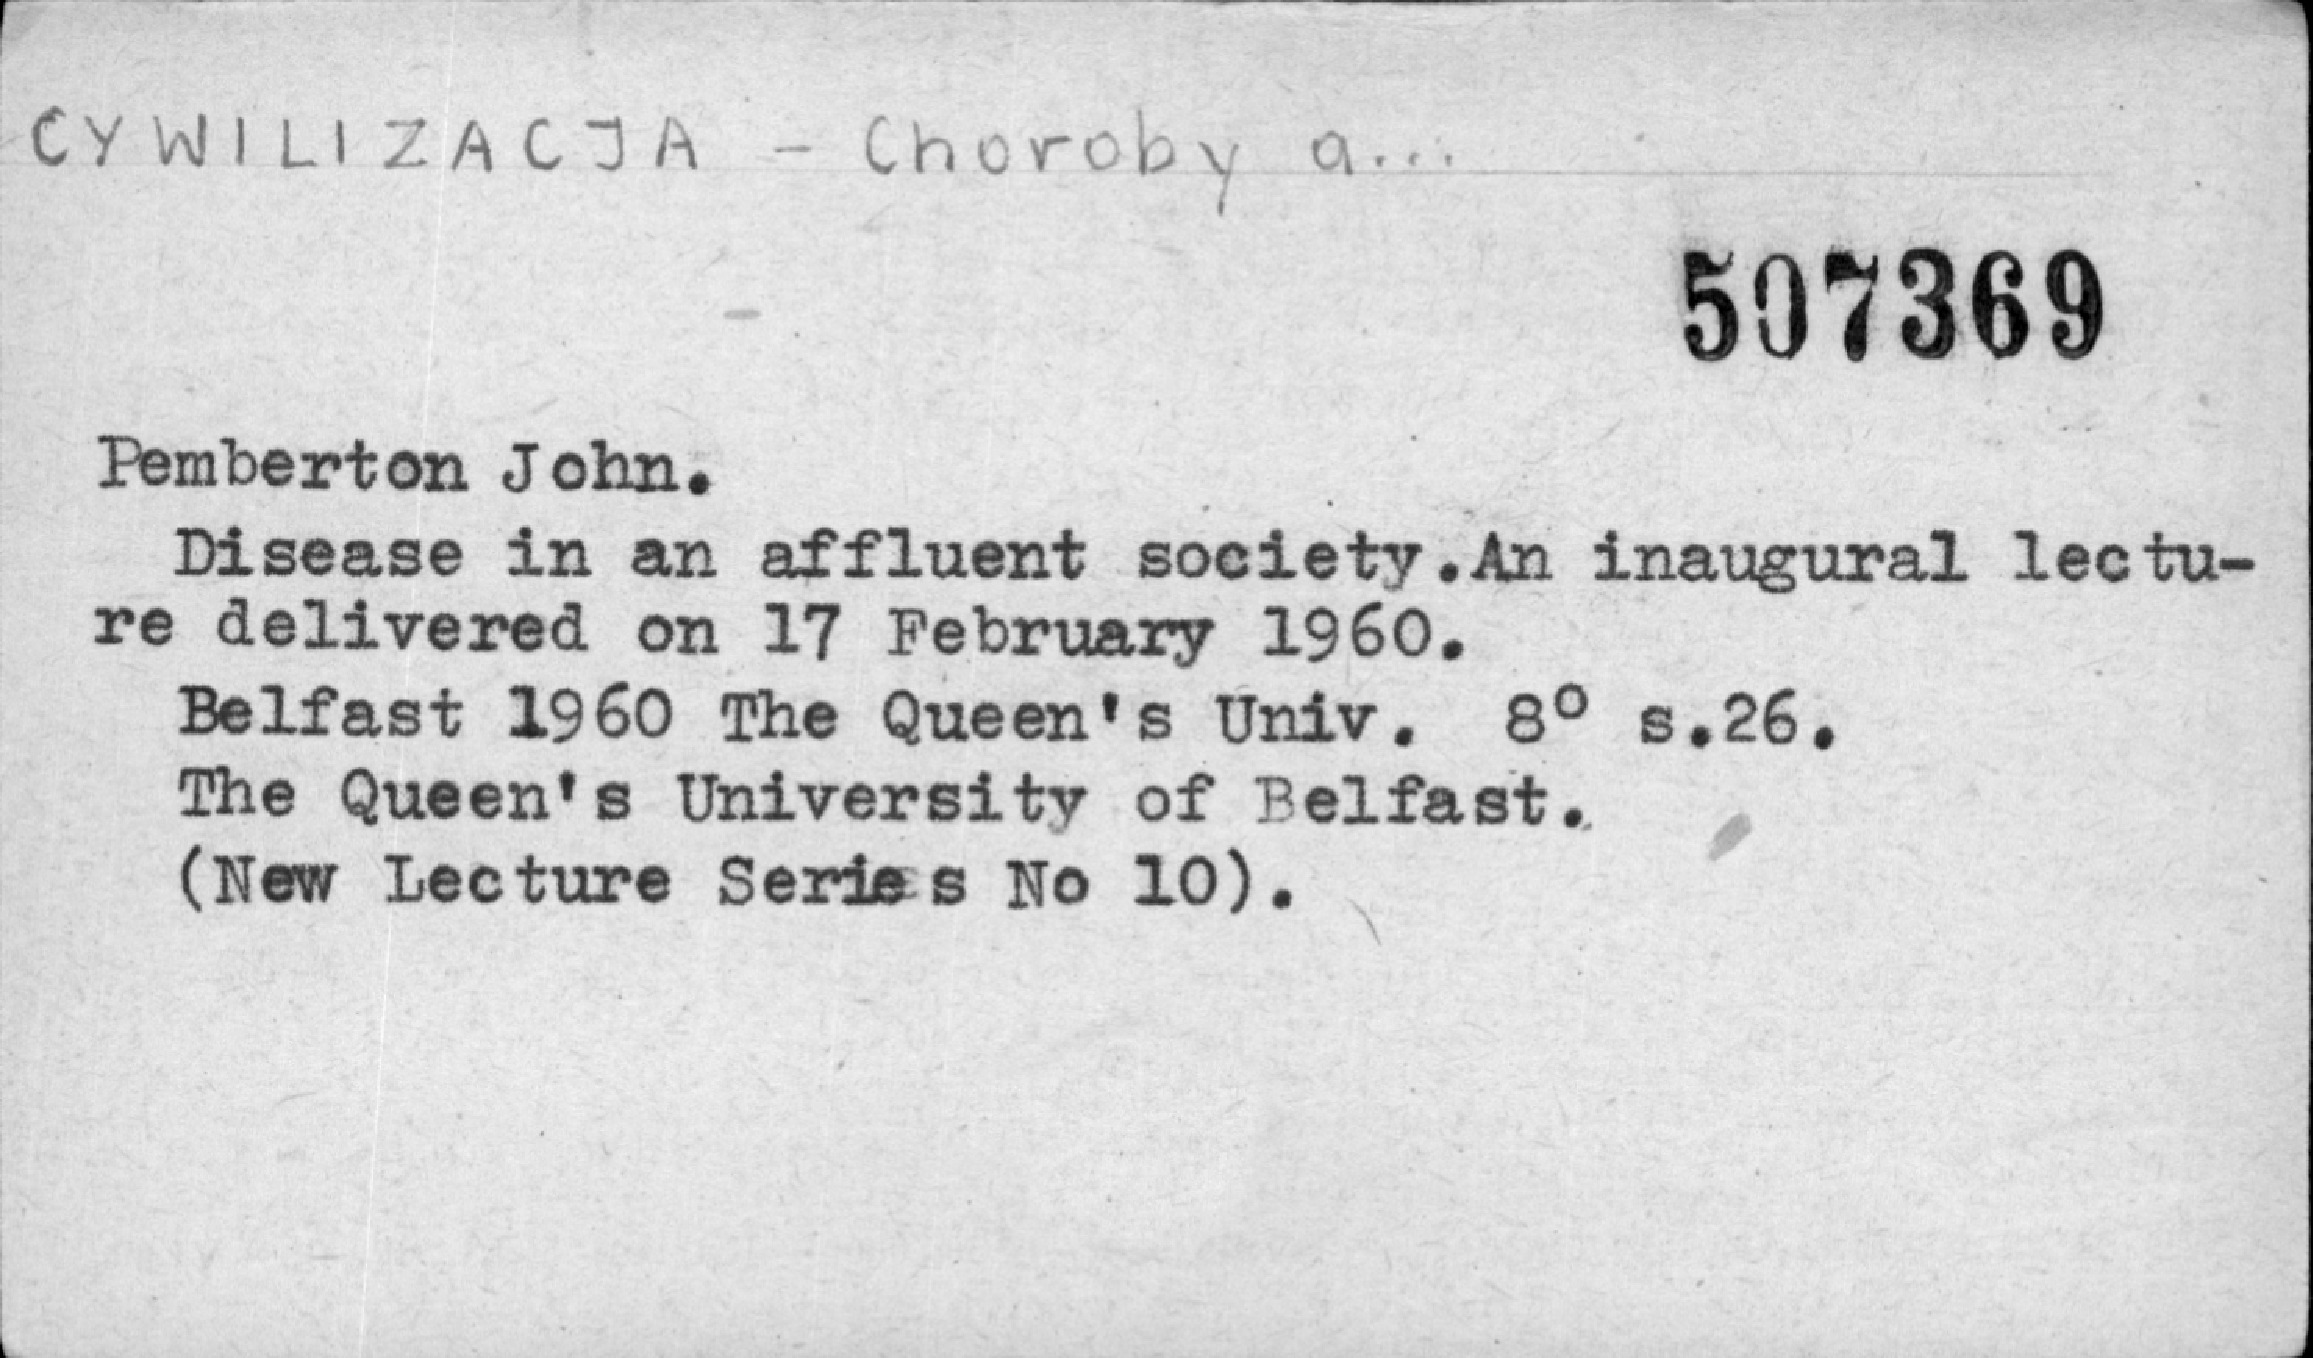 CYWILIZACJA - Choroby a...
507369
Pemberton John.
Disease in an affluent society.An inaugural lectu-
re delivered on 17 February 1960.
Belfast 1960 The Queen's Univ. 8° s.26.
The Queen's University of Belfast.
(New Lecture Series No 10).